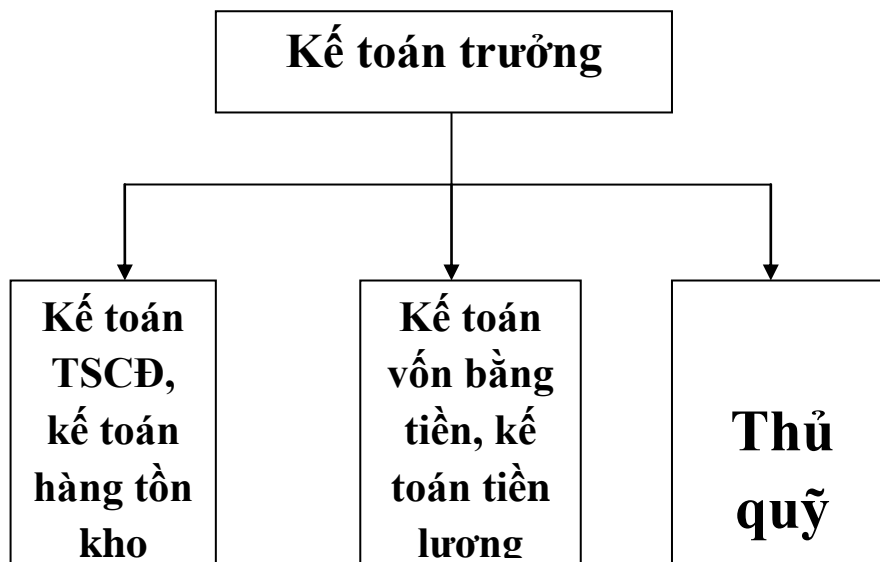 Kế toán trưởng
Kế toán
TSCĐ,
kế toán
hàng tồn
kho
Kế toán
vốn bằng
tiền, kế
toán tiền
lương
Thủ
quỹ